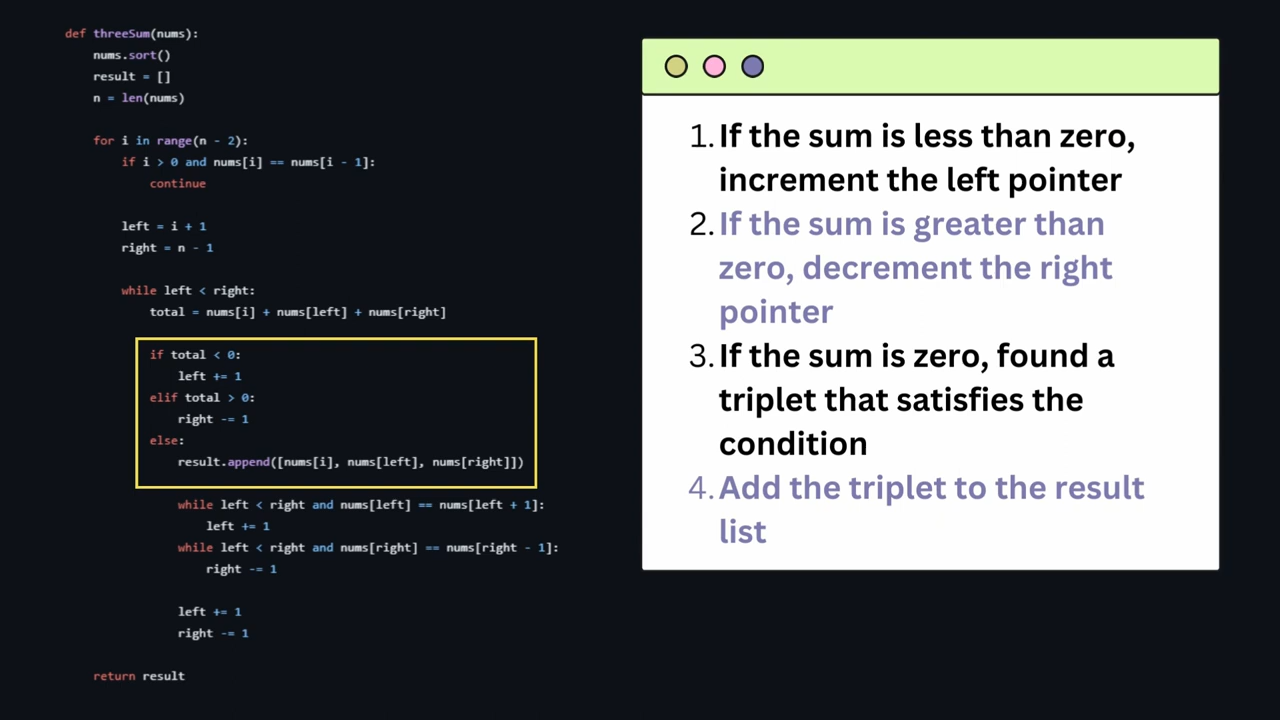 def threeSum(nums):
    nums.sort()
    result = []
    n = len(nums)
    for i in range(n - 2):
        if i > 0 and nums[i] == nums[i - 1]:
            continue
        left = i + 1
        right = n - 1
        while left < right:
            total = nums[i] + nums[left] + nums[right]
            if total < 0:
                left += 1
            elif total > 0:
                right -= 1
            else:
                result.append([nums[i], nums[left], nums[right]])
                while left < right and nums[left] == nums[left + 1]:
                    left += 1
                while left < right and nums[right] == nums[right - 1]:
                    right -= 1
                left += 1
                right -= 1
    return result
1. If the sum is less than zero,
increment the left pointer
2. If the sum is greater than
zero, decrement the right
pointer
3. If the sum is zero, found a
triplet that satisfies the
condition
4. Add the triplet to the result
list